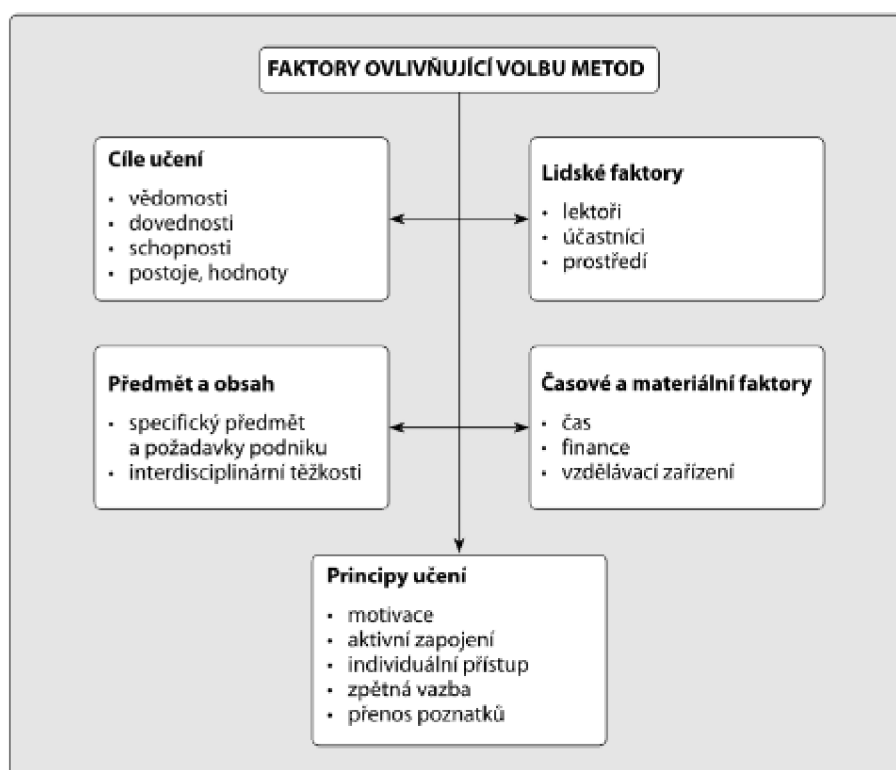 FAKTORY OVLIVŇUJÍCÍ VOLBU METOD
Cíle učení
• vědomosti
• dovednosti
• schopnosti
• postoje, hodnoty
Lidské faktory
• lektoři
• účastníci
• prostředí
Předmět a obsah
• specifický předmět
a požadavky podniku
• interdisciplinární těžkosti
Časové a materiální faktory
• čas
• finance
• vzdělávací zařízení
Principy učení
• motivace
• aktivní zapojení
• individuální přístup
• zpětná vazba
• přenos poznatků